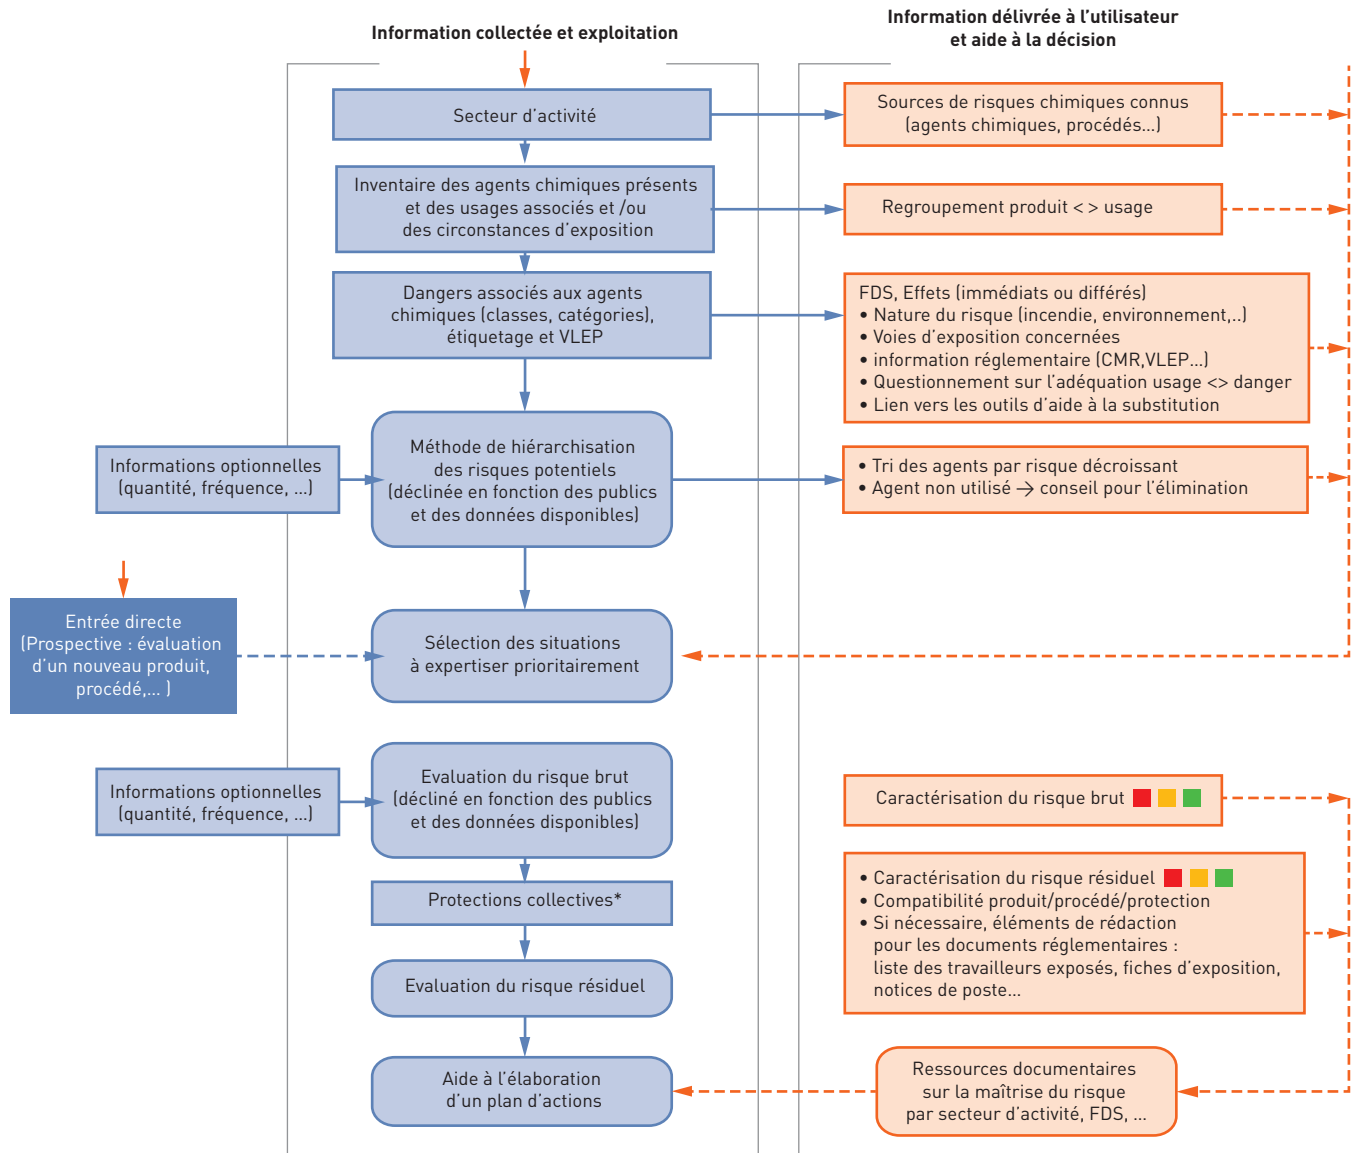 Information collectée et exploitation
Information délivrée à l'utilisateur
et aide à la décision
Secteur d'activité
Sources de risques chimiques connus
(agents chimiques, procédés...)
Inventaire des agents chimiques présents
et des usages associés et /ou
des circonstances d'exposition
Regroupement produit < > usage
Dangers associés aux agents
chimiques (classes, catégories),
étiquetage et VLEP
FDS, Effets (immédiats ou différés)
• Nature du risque (incendie, environnement,..)
• Voies d'exposition concernées
• information réglementaire (CMR,VLEP...)
• Questionnement sur l'adéquation usage <> danger
• Lien vers les outils d'aide à la substitution
Informations optionnelles
(quantité, fréquence, ...)
Méthode de hiérarchisation
des risques potentiels
(déclinée en fonction des publics
et des données disponibles)
• Tri des agents par risque décroissant
• Agent non utilisé → conseil pour l'élimination
Entrée directe
(Prospective : évaluation
d'un nouveau produit,
procédé,... )
Sélection des situations
à expertiser prioritairement
Informations optionnelles
(quantité, fréquence, ...)
Evaluation du risque brut
(décliné en fonction des publics
et des données disponibles)
Caractérisation du risque brut
Protections collectives*
• Caractérisation du risque résiduel
• Compatibilité produit/procédé/protection
• Si nécessaire, éléments de rédaction
pour les documents réglementaires :
liste des travailleurs exposés, fiches d'exposition,
notices de poste...
Evaluation du risque résiduel
Aide à l'élaboration
d'un plan d'actions
Ressources documentaires
sur la maîtrise du risque
par secteur d'activité, FDS, ...